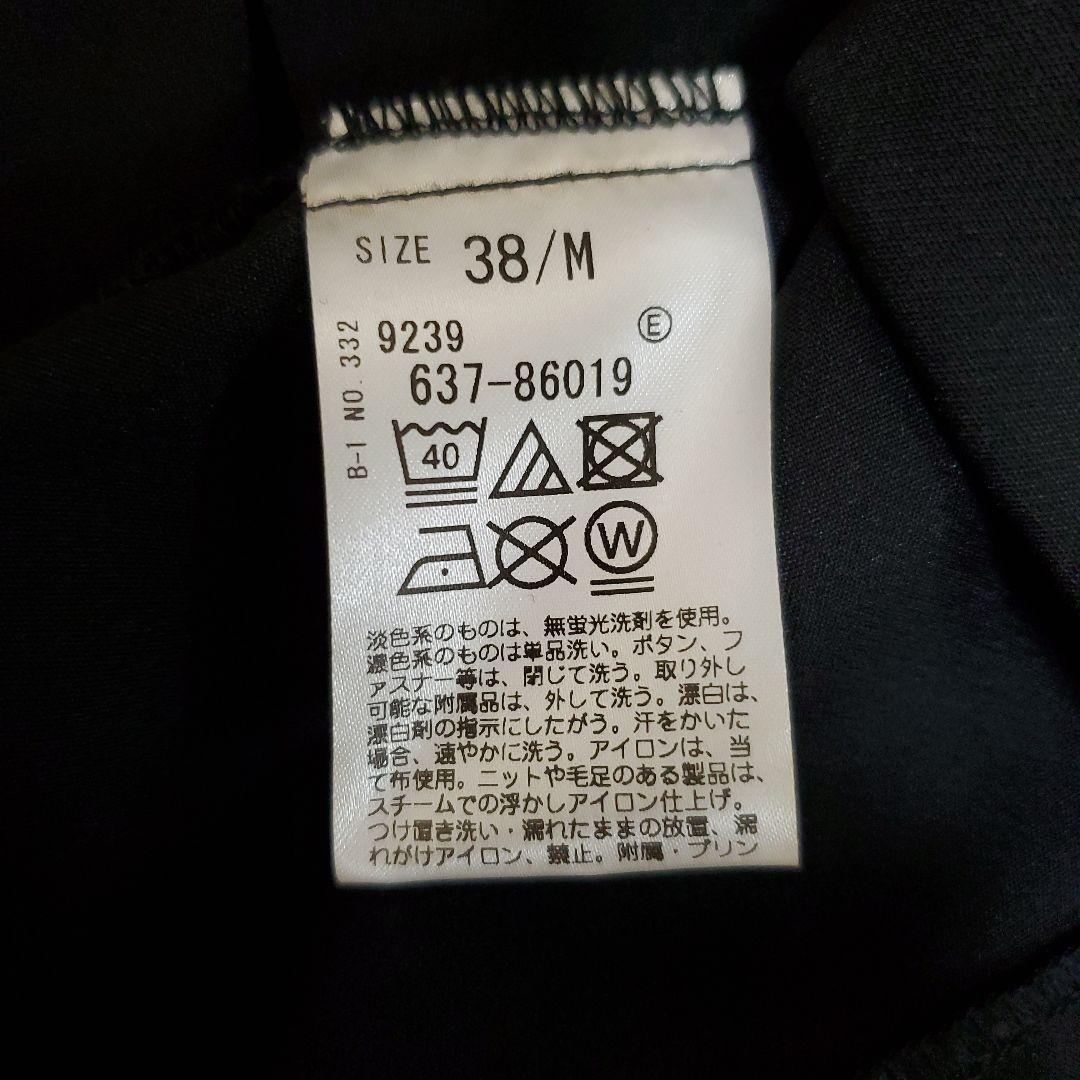 SIZE 38/M
B-1 NO. 332
9239 E
637-86019
40
W
淡色系のものは、無蛍光洗剤を使用。
濃色系のものは単品洗い。ボタン、フ
ァスナー等は、閉じて洗う。取り外し
可能な附属品は、外して洗う。漂白は、
漂白剤の指示にしたがう。汗をかいた
場合、速やかに洗う。アイロンは、当
て布使用。ニットや毛足のある製品は、
スチームでの浮かしアイロン仕上げ。
つけ置き洗い・濡れたままの放置、濡
れがけアイロン、禁止。附属・プリン